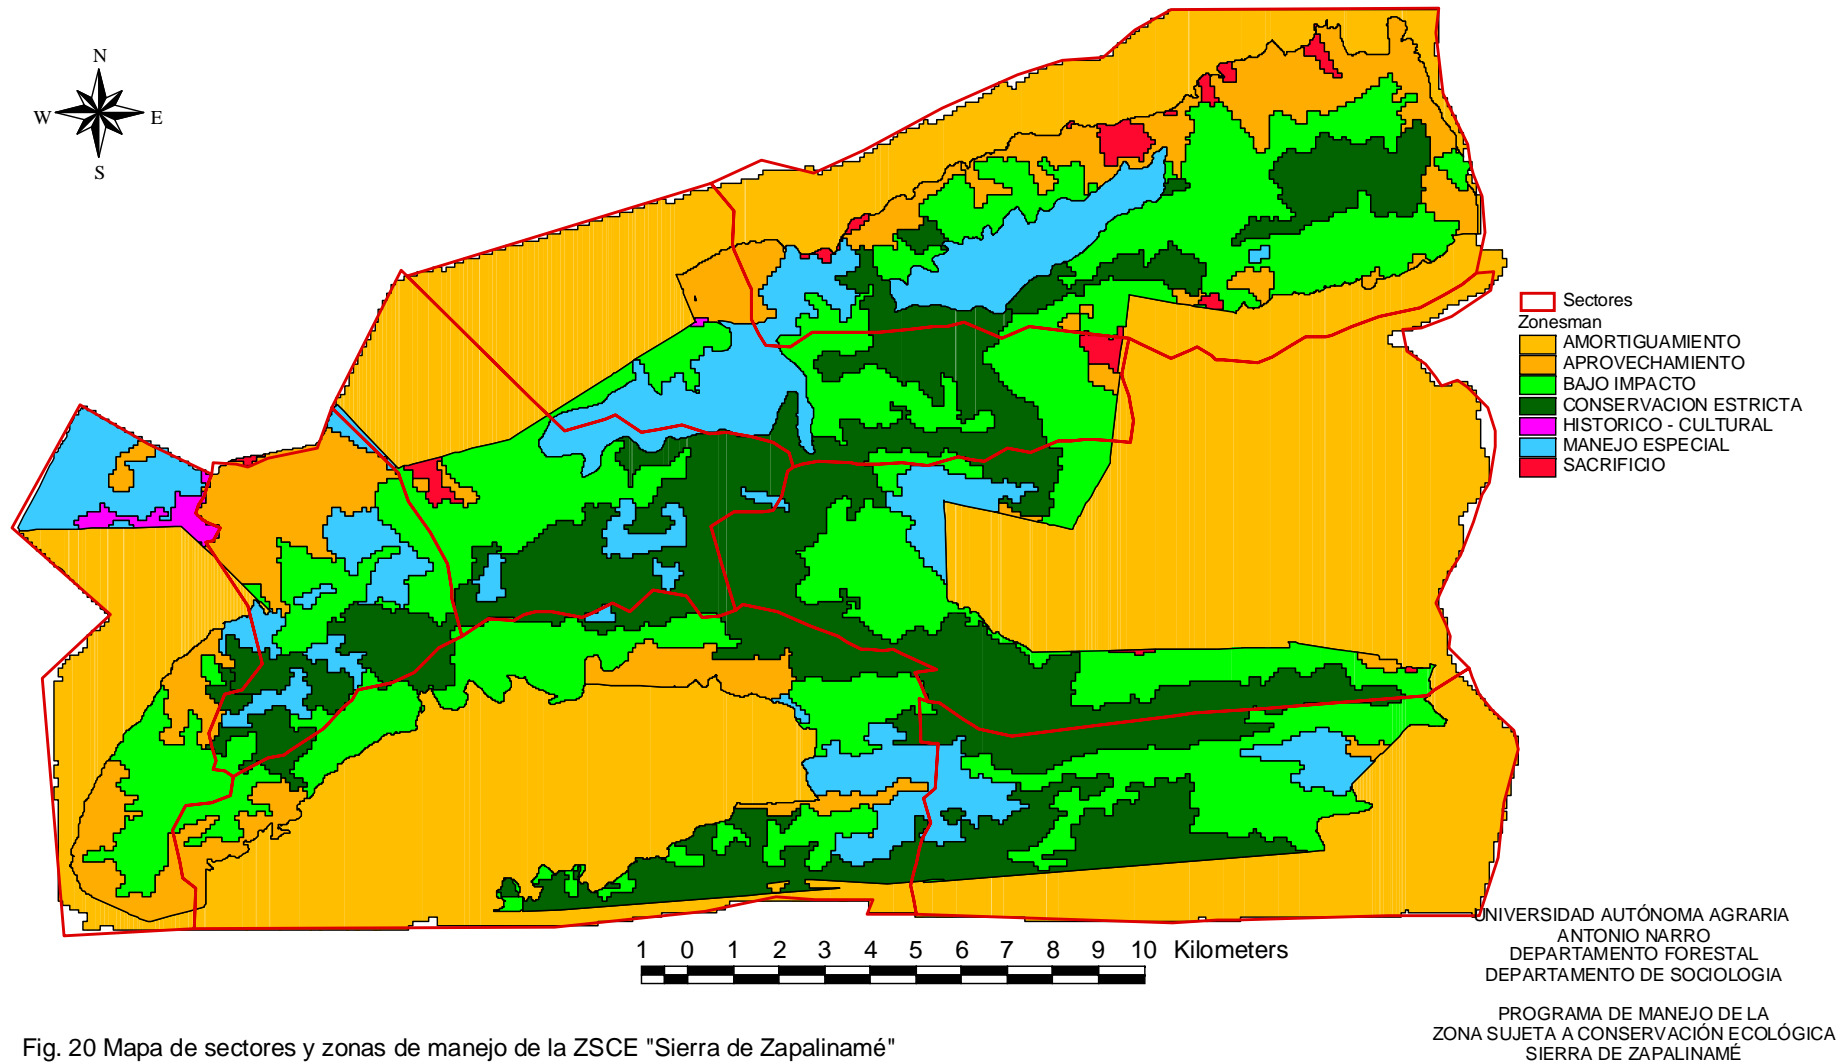 N
W E
S
Sectores
Zonesman
AMORTIGUAMIENTO
APROVECHAMIENTO
BAJO IMPACTO
CONSERVACION ESTRICTA
HISTORICO - CULTURAL
MANEJO ESPECIAL
SACRIFICIO
1 0 1 2 3 4 5 6 7 8 9 10 Kilometers
UNIVERSIDAD AUTÓNOMA AGRARIA
ANTONIO NARRO
DEPARTAMENTO FORESTAL
DEPARTAMENTO DE SOCIOLOGIA
PROGRAMA DE MANEJO DE LA
ZONA SUJETA A CONSERVACIÓN ECOLÓGICA
SIERRA DE ZAPALINAMÉ
Fig. 20 Mapa de sectores y zonas de manejo de la ZSCE "Sierra de Zapalinamé"